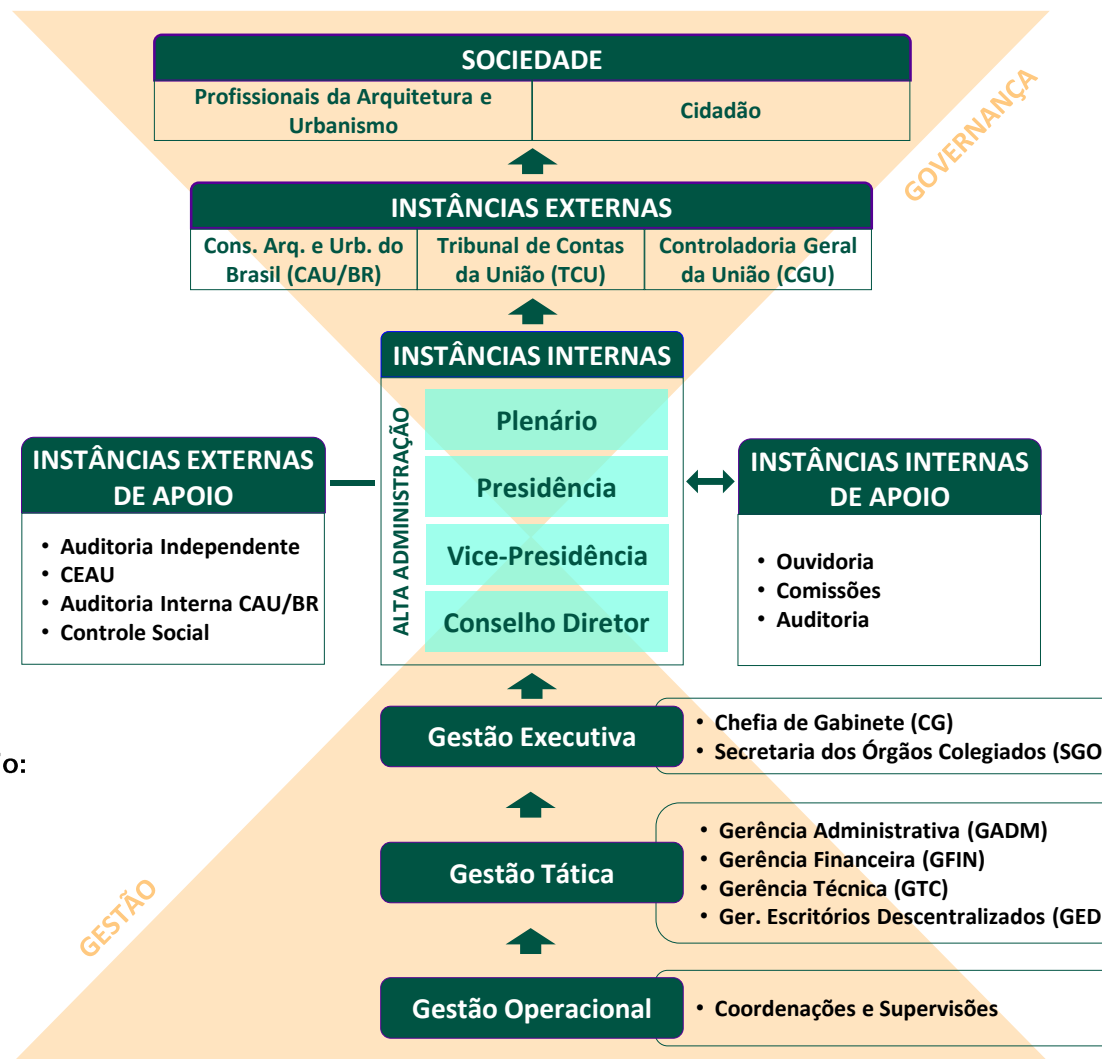 SOCIEDADE
Profissionais da Arquitetura e
Urbanismo
Cidadão
GOVERNANÇA
INSTÂNCIAS EXTERNAS
Cons. Arq. e Urb. do
Brasil (CAU/BR)
Tribunal de Contas
da União (TCU)
Controladoria Geral
da União (CGU)
INSTÂNCIAS INTERNAS
ALTA ADMINISTRAÇÃO
Plenário
Presidência
Vice-Presidência
Conselho Diretor
INSTÂNCIAS EXTERNAS
DE APOIO
• Auditoria Independente
• CEAU
• Auditoria Interna CAU/BR
• Controle Social
INSTÂNCIAS INTERNAS
DE APOIO
• Ouvidoria
• Comissões
• Auditoria
Gestão Executiva
• Chefia de Gabinete (CG)
• Secretaria dos Órgãos Colegiados (SGO
o:
Gestão Tática
• Gerência Administrativa (GADM)
• Gerência Financeira (GFIN)
• Gerência Técnica (GTC)
• Ger. Escritórios Descentralizados (GED
GESTÃO
Gestão Operacional
• Coordenações e Supervisões